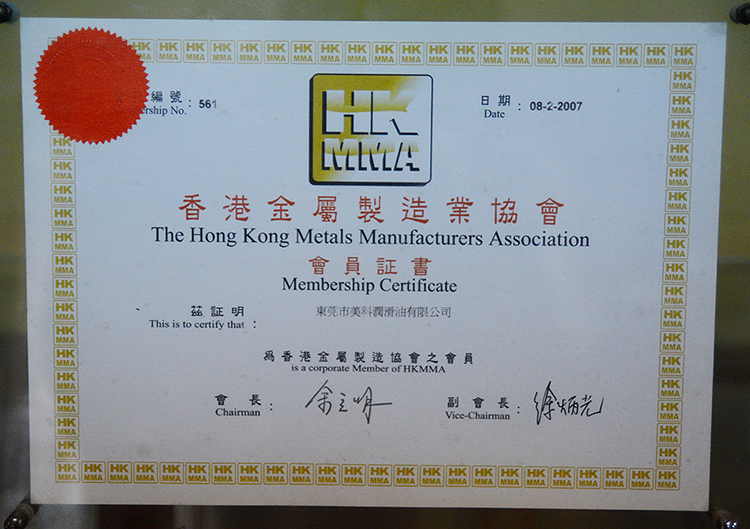 編號: 561
No.
日期: 08-2-2007
Date
HK
MMA
香港金屬製造業協會
The Hong Kong Metals Manufacturers Association
會員証書
Membership Certificate
茲証明
This is to certify that :
東莞市美科潤滑油有限公司
為香港金屬製造協會之會員
is a corporate Member of HKMMA
會長
Chairman :
副會長
Vice-Chairman :